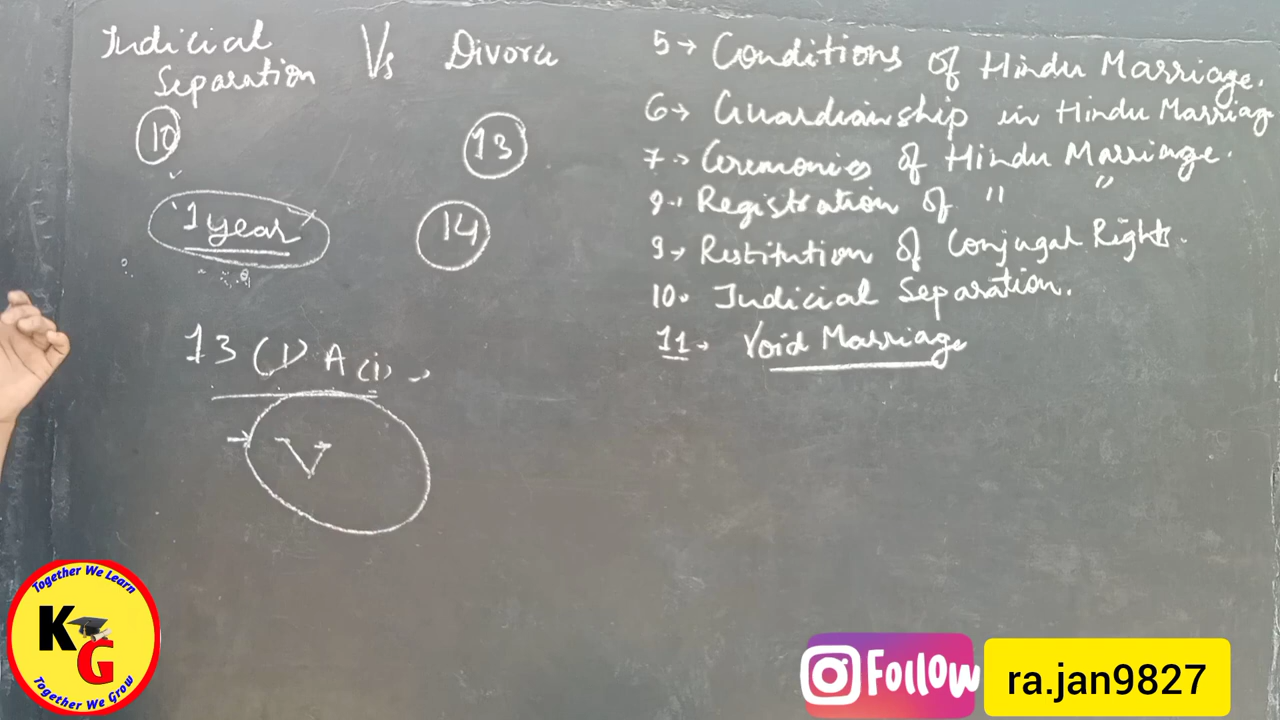 Judicial Vs Divorce
Separation
10
13
1 year
14
13 (1) A (i)
V
5→ Conditions of Hindu Marriage.
6→ Guardianship in Hindu Marriage
7→ Ceremonies of Hindu Marriage.
8. Registration of " "
9→ Restitution of Conjugal Rights.
10. Judicial Separation.
11. Void Marriage
Together We Learn
KG
Together We Grow
Follow
ra.jan9827